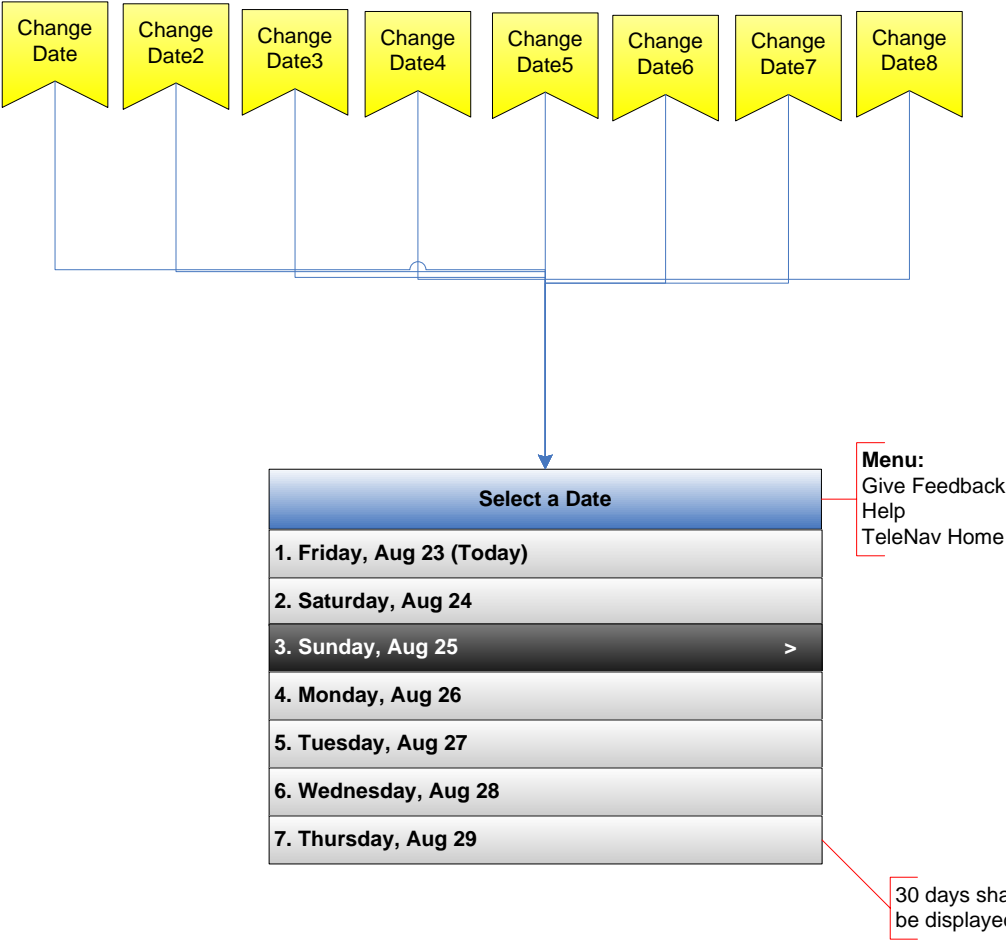 Change
Date
Change
Date2
Change
Date3
Change
Date4
Change
Date5
Change
Date6
Change
Date7
Change
Date8
Select a Date
Menu:
Give Feedback
Help
TeleNav Home
1. Friday, Aug 23 (Today)
2. Saturday, Aug 24
3. Sunday, Aug 25 >
4. Monday, Aug 26
5. Tuesday, Aug 27
6. Wednesday, Aug 28
7. Thursday, Aug 29
30 days
be